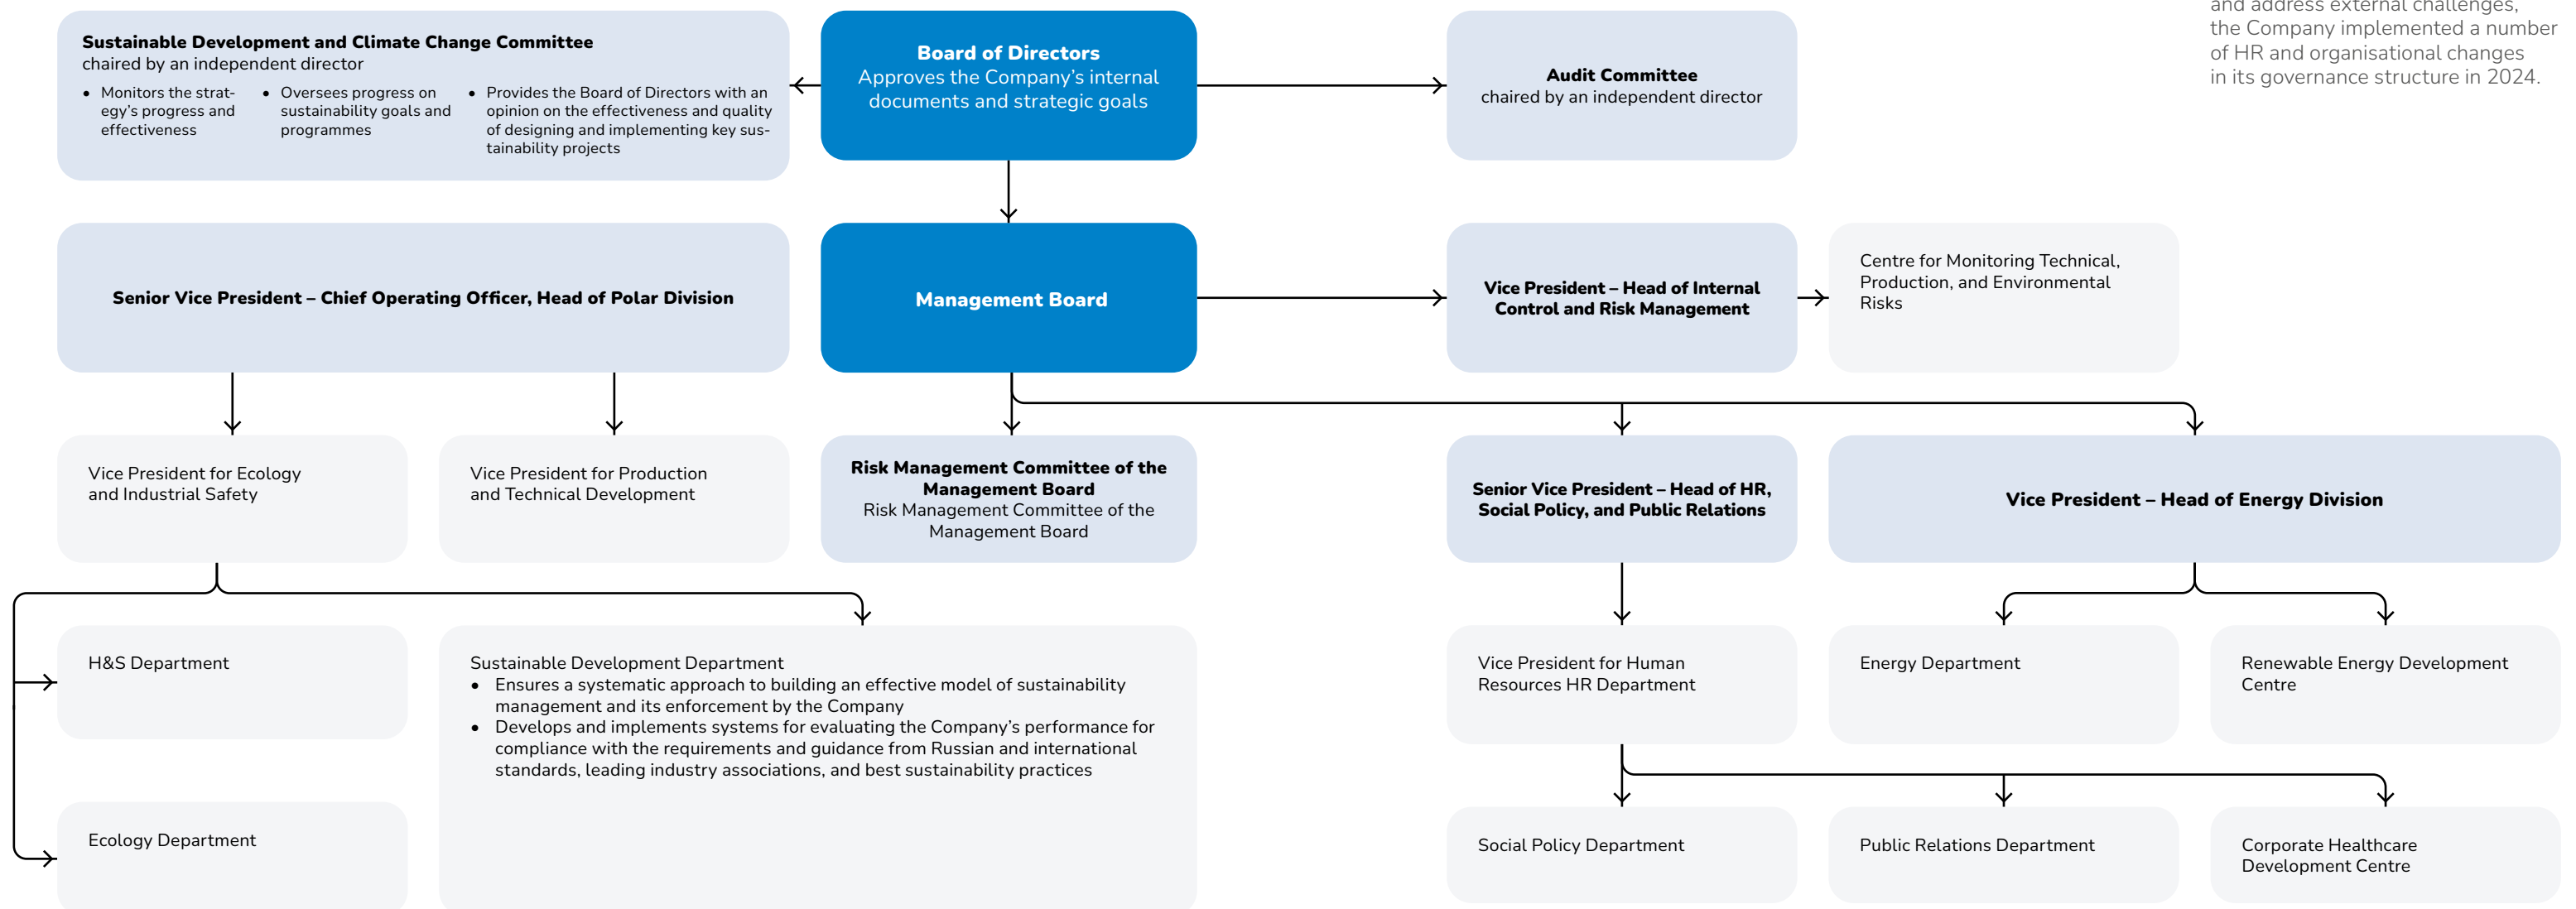 and address external challenges,
the Company implemented a number
of HR and organisational changes
in its governance structure in 2024.
Sustainable Development and Climate Change Committee
chaired by an independent director
• Monitors the strat-
egy’s progress and
effectiveness
• Oversees progress on
sustainability goals and
programmes
• Provides the Board of Directors with an
opinion on the effectiveness and quality
of designing and implementing key sus-
tainability projects
Board of Directors
Approves the Company’s internal
documents and strategic goals
Audit Committee
chaired by an independent director
Senior Vice President – Chief Operating Officer, Head of Polar Division
Management Board
Vice President – Head of Internal
Control and Risk Management
Centre for Monitoring Technical,
Production, and Environmental
Risks
Vice President for Ecology
and Industrial Safety
Vice President for Production
and Technical Development
Risk Management Committee of the
Management Board
Risk Management Committee of the
Management Board
Senior Vice President – Head of HR,
Social Policy, and Public Relations
Vice President – Head of Energy Division
H&S Department
Sustainable Development Department
• Ensures a systematic approach to building an effective model of sustainability
management and its enforcement by the Company
• Develops and implements systems for evaluating the Company’s performance for
compliance with the requirements and guidance from Russian and international
standards, leading industry associations, and best sustainability practices
Vice President for Human
Resources HR Department
Energy Department
Renewable Energy Development
Centre
Ecology Department
Social Policy Department
Public Relations Department
Corporate Healthcare
Development Centre